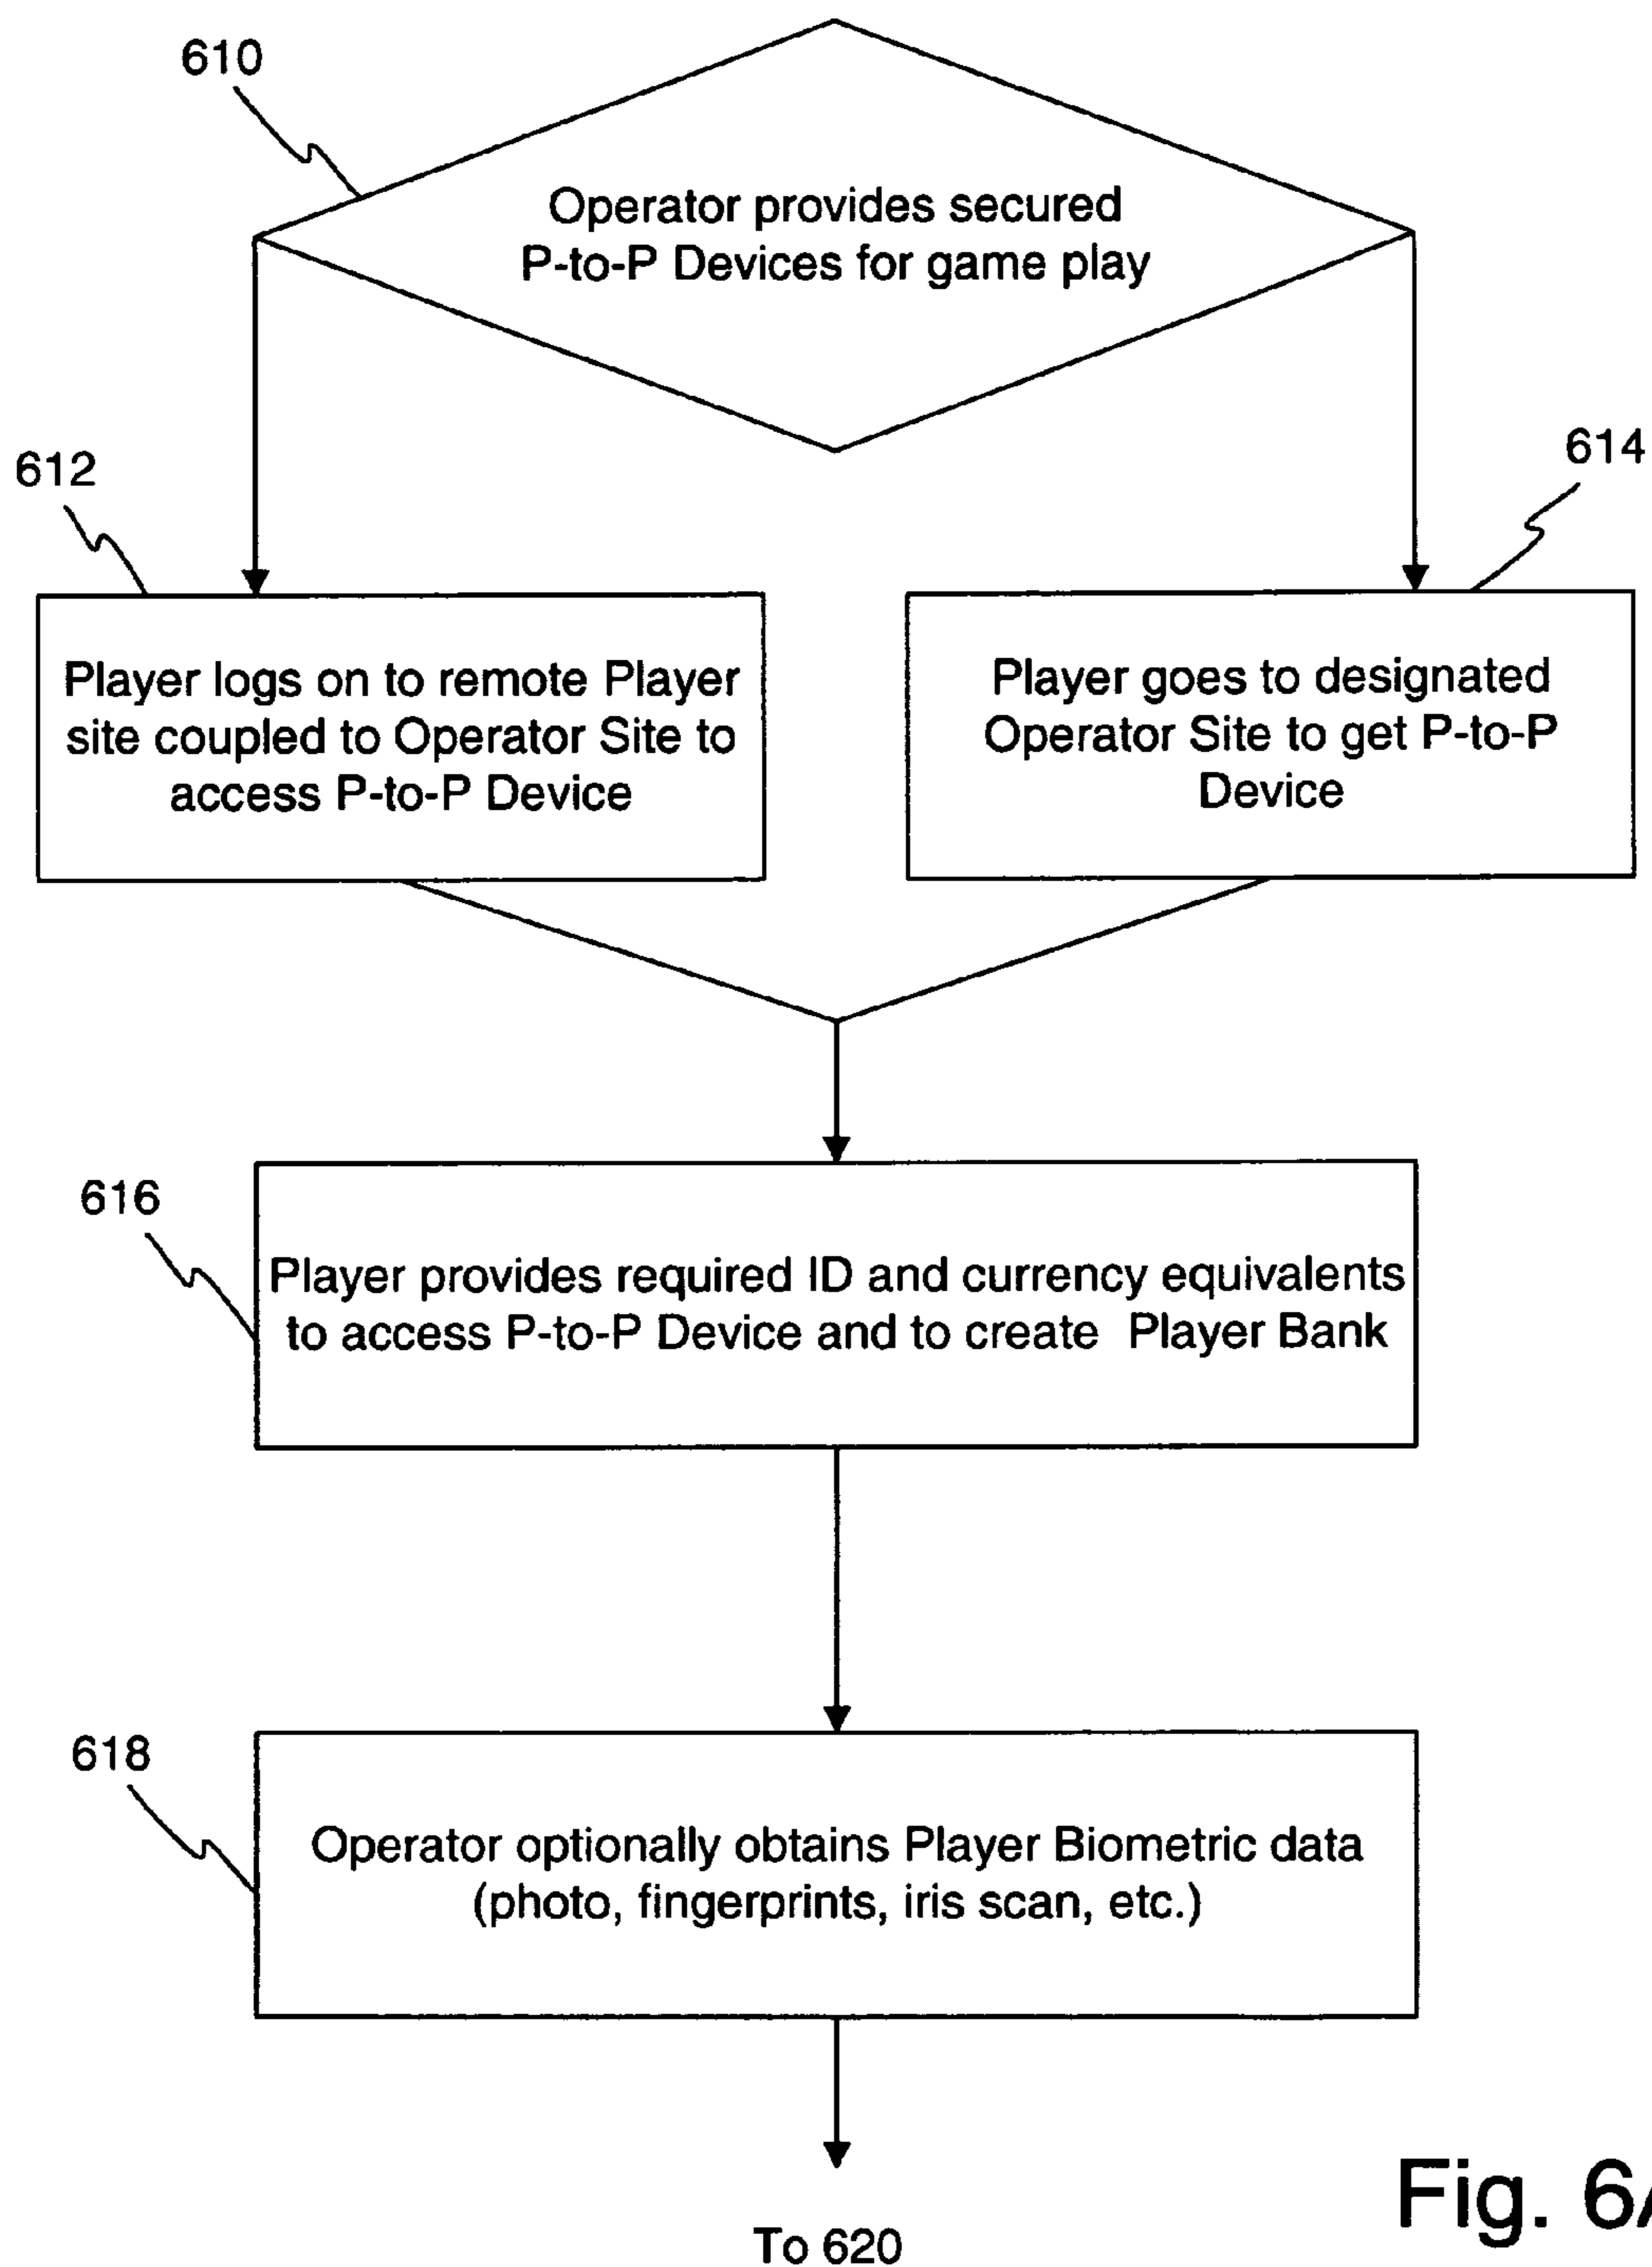 610
Operator provides secured
P-to-P Devices for game play
612
614
Player logs on to remote Player
site coupled to Operator Site to
access P-to-P Device
Player goes to designated
Operator Site to get P-to-P
Device
616
Player provides required ID and currency equivalents
to access P-to-P Device and to create Player Bank
618
Operator optionally obtains Player Biometric data
(photo, fingerprints, iris scan, etc.)
To 620
Fig. 6A